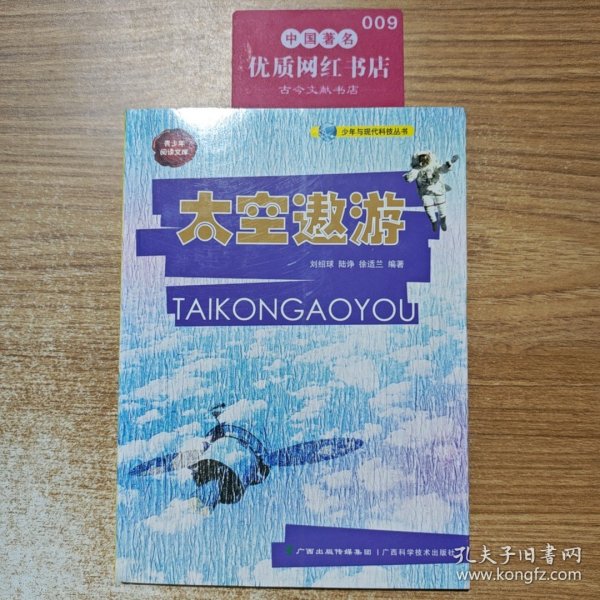 009
中国著名
优质网红书店
古今文献书店
少年与现代科技丛书
青少年
阅读文库
太空遨游
刘绍球 陆诤 徐适兰 编著
TAIKONGAOYOU
广西出版传媒集团 | 广西科学技术出版社
孔夫子旧书网
www.kongfz.com